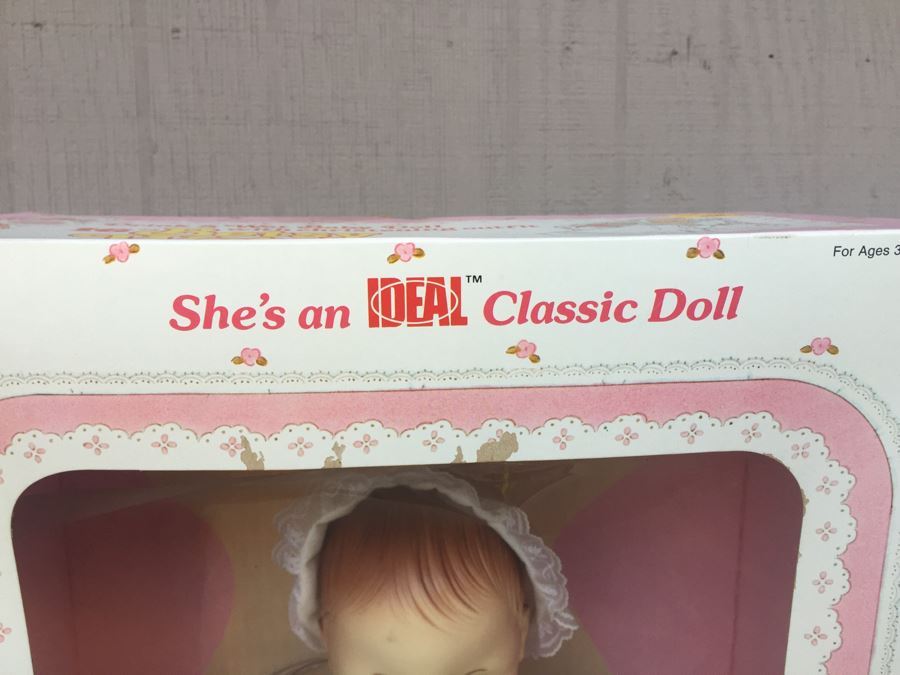 For Ages 3
She's an IDEAL™ Classic Doll